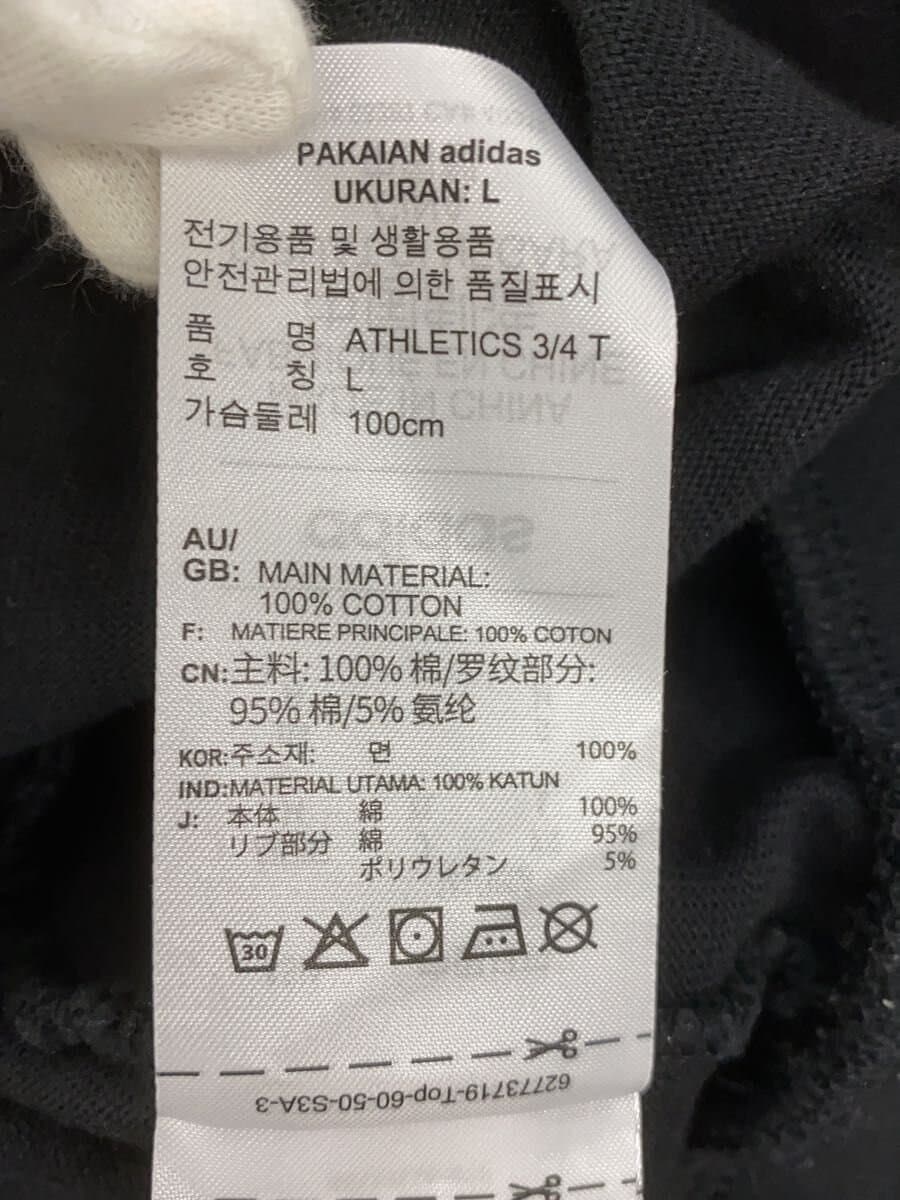 PAKAIAN adidas
UKURAN: L
전기용품 및 생활용품
안전관리법에 의한 품질표시
품 명 ATHLETICS 3/4 T
호 칭 L
가슴둘레 100cm
AU/
GB: MAIN MATERIAL:
100% COTTON
F: MATIERE PRINCIPALE: 100% COTON
CN:主料: 100% 棉/罗纹部分:
95% 棉/5% 氨纶
KOR:주소재: 면 100%
IND:MATERIAL UTAMA: 100% KATUN
J: 本体 綿 100%
リブ部分 綿 95%
ポリウレタン 5%
30
62773719-Top-60-50-S3A-3